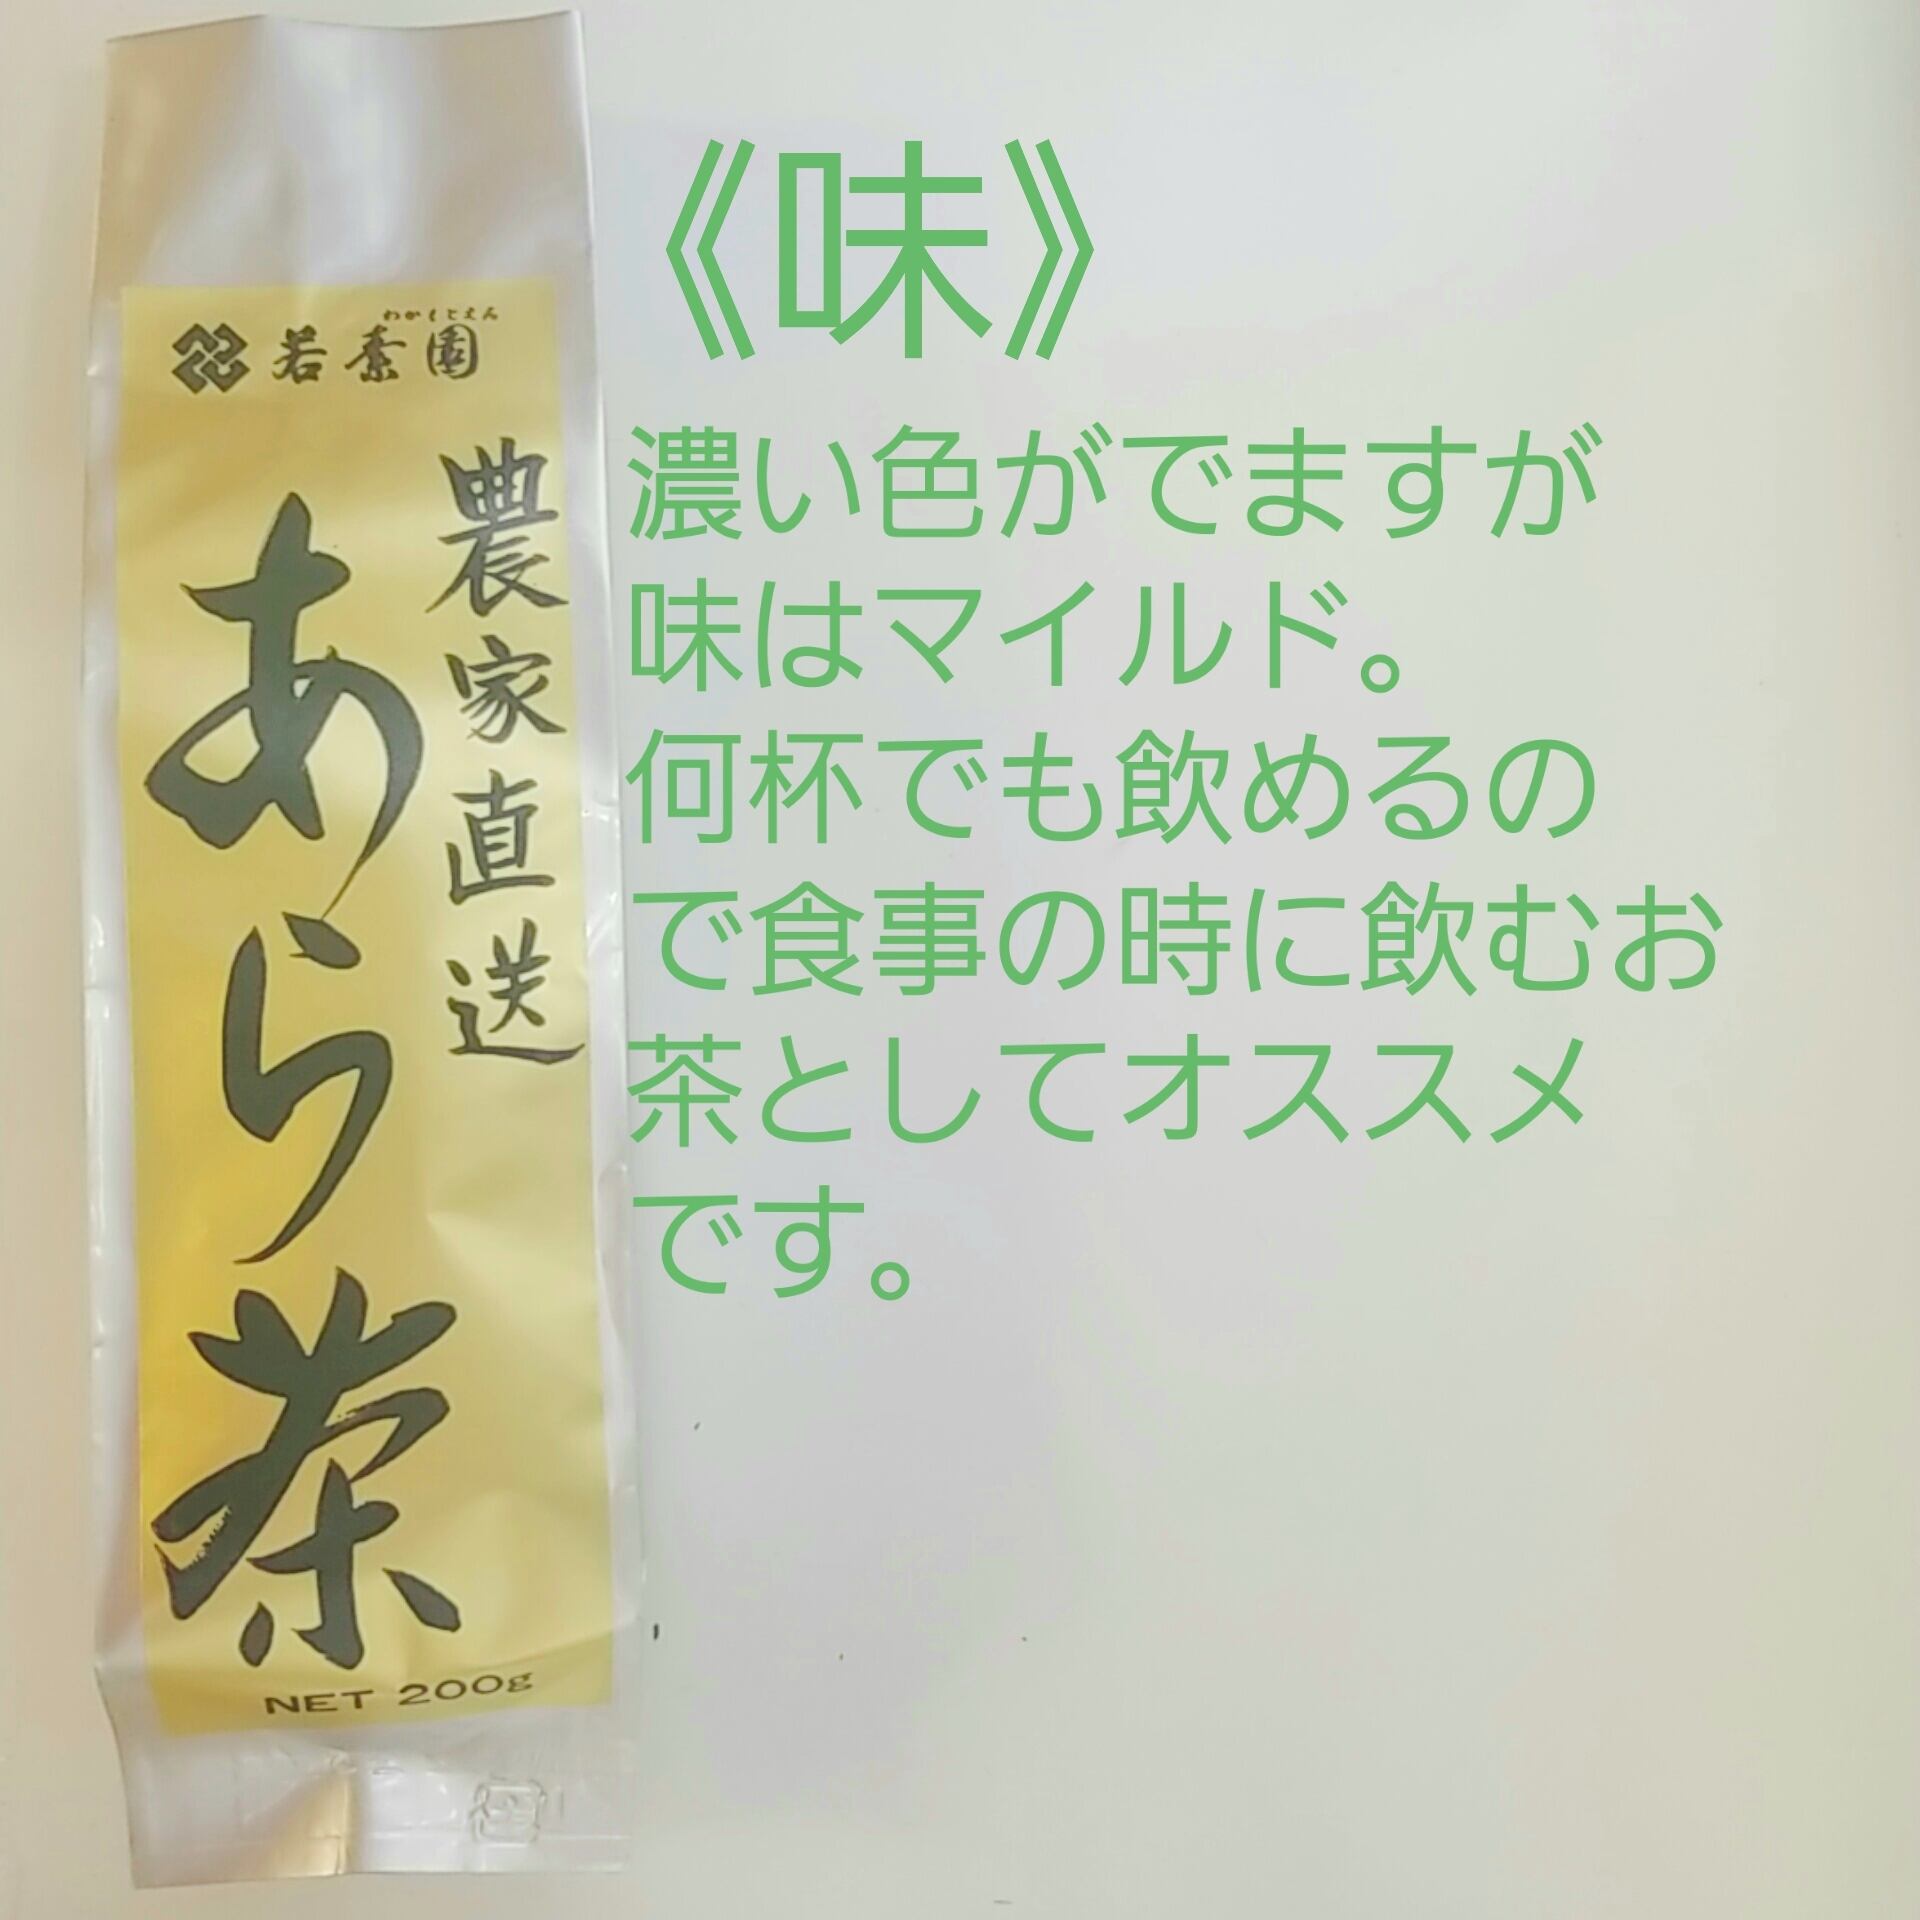 わかもとえん
若素園
農家直送
あら茶
NET 200g
《味》
濃い色がでますが
味はマイルド。
何杯でも飲めるの
で食事の時に飲むお
茶としてオススメ
です。